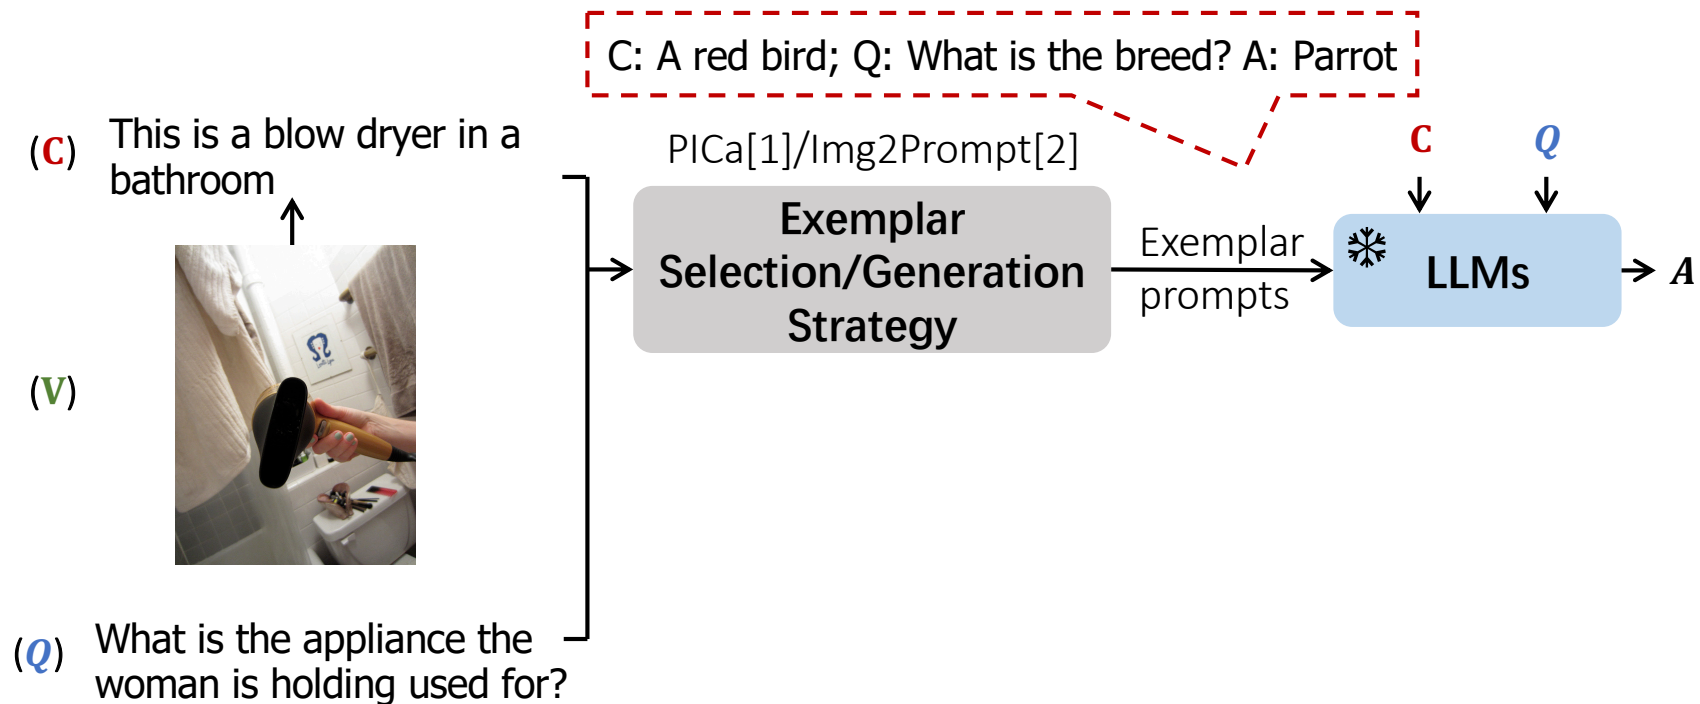 C: A red bird; Q: What is the breed? A: Parrot
(C) This is a blow dryer in a
bathroom
PICa[1]/Img2Prompt[2]
C
Q
Exemplar
Selection/Generation
Strategy
Exemplar
prompts
LLMs
A
(V)
(Q) What is the appliance the
woman is holding used for?